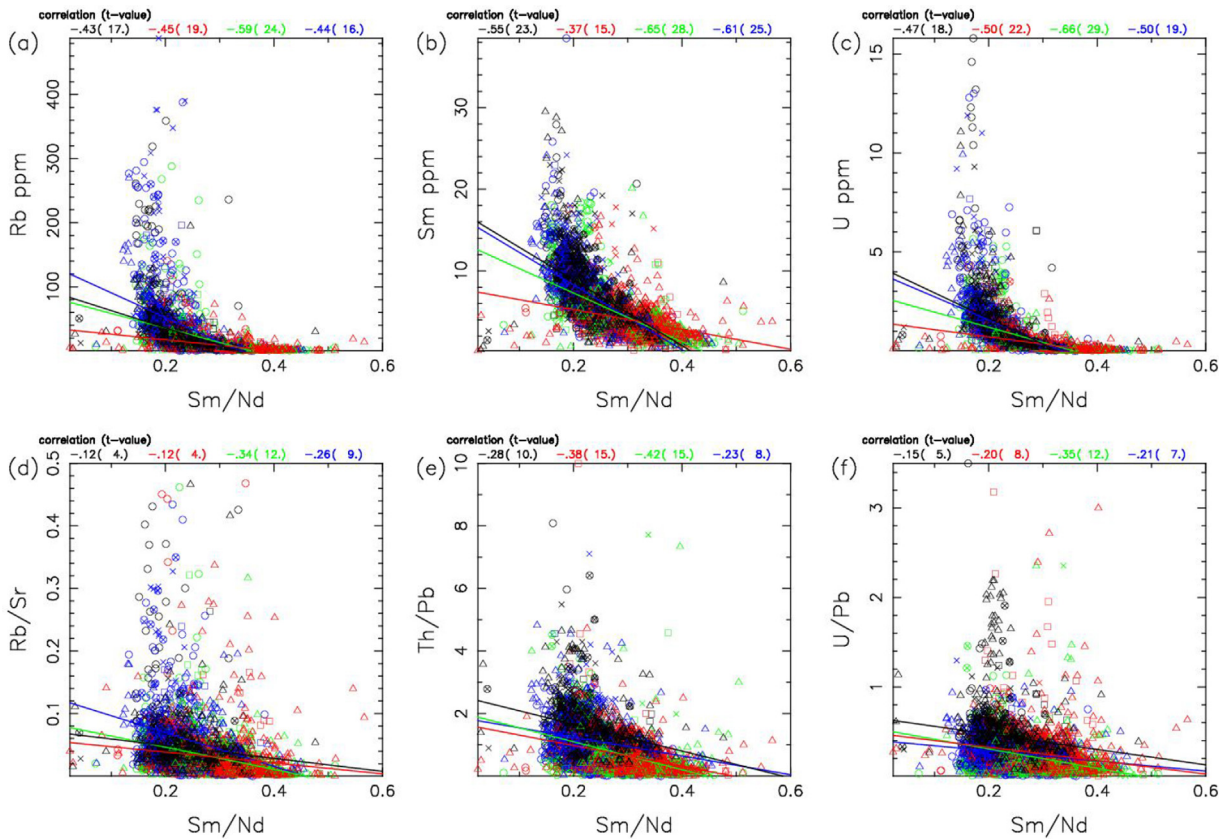 correlation (t-value) correlation (t-value) correlation (t-value)
(a) -.43( 17.) -.45( 19.) -.59( 24.) -.44( 16.) (b) -.55( 23.) -.37( 15.) -.65( 28.) -.61( 25.) (c) -.47( 18.) -.50( 22.) -.66( 29.) -.50( 19.)
Rb ppm 100 200 300 400
Sm ppm 10 20 30
U ppm 5 10 15
0.2 0.4 0.6 0.2 0.4 0.6 0.2 0.4 0.6
Sm/Nd Sm/Nd Sm/Nd
correlation (t-value) correlation (t-value) correlation (t-value)
(d) -.12( 4.) -.12( 4.) -.34( 12.) -.26( 9.) (e) -.28( 10.) -.38( 15.) -.42( 15.) -.23( 8.) (f) -.15( 5.) -.20( 8.) -.35( 12.) -.21( 7.)
Rb/Sr 0.1 0.2 0.3 0.4 0.5
Th/Pb 2 4 6 8 10
U/Pb 1 2 3
0.2 0.4 0.6 0.2 0.4 0.6 0.2 0.4 0.6
Sm/Nd Sm/Nd Sm/Nd